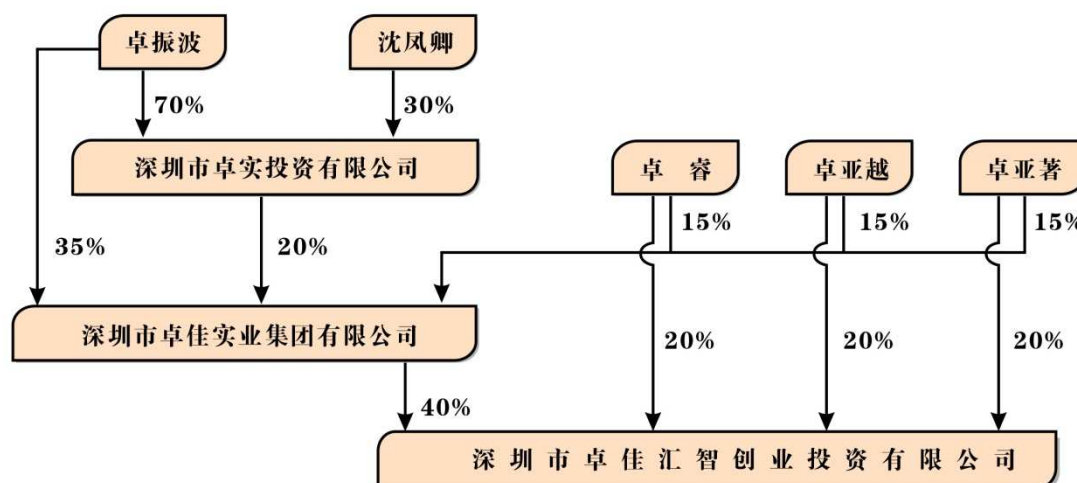 卓振波
沈凤卿
70%
30%
深圳市卓实投资有限公司
卓 睿
卓亚越
卓亚著
15%
15%
15%
35%
20%
深圳市卓佳实业集团有限公司
20%
20%
20%
40%
深圳市卓佳汇智创业投资有限公司